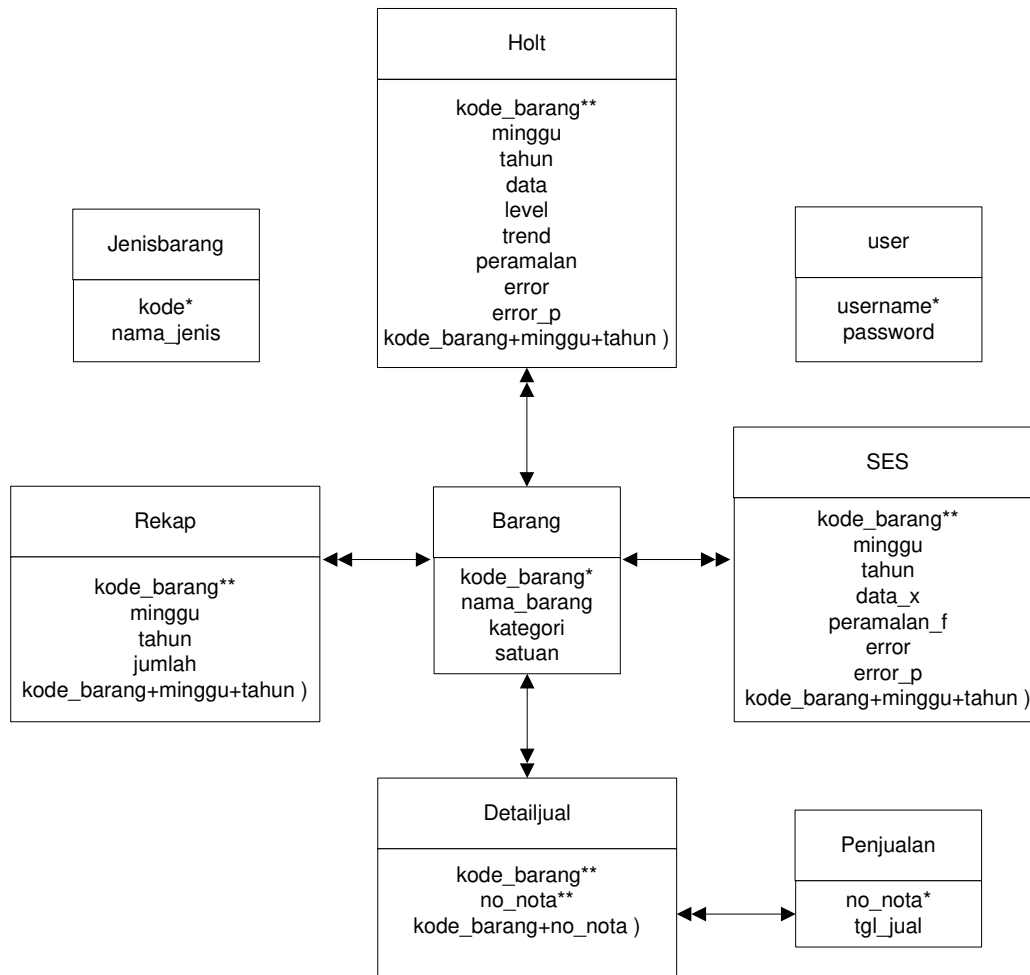 Holt
kode_barang**
minggu
tahun
data
level
trend
peramalan
error
error_p
kode_barang+minggu+tahun )
Jenisbarang
kode*
nama_jenis
user
username*
password
Rekap
kode_barang**
minggu
tahun
jumlah
kode_barang+minggu+tahun )
Barang
kode_barang*
nama_barang
kategori
satuan
SES
kode_barang**
minggu
tahun
data_x
peramalan_f
error
error_p
kode_barang+minggu+tahun )
Detailjual
kode_barang**
no_nota**
kode_barang+no_nota )
Penjualan
no_nota*
tgl_jual